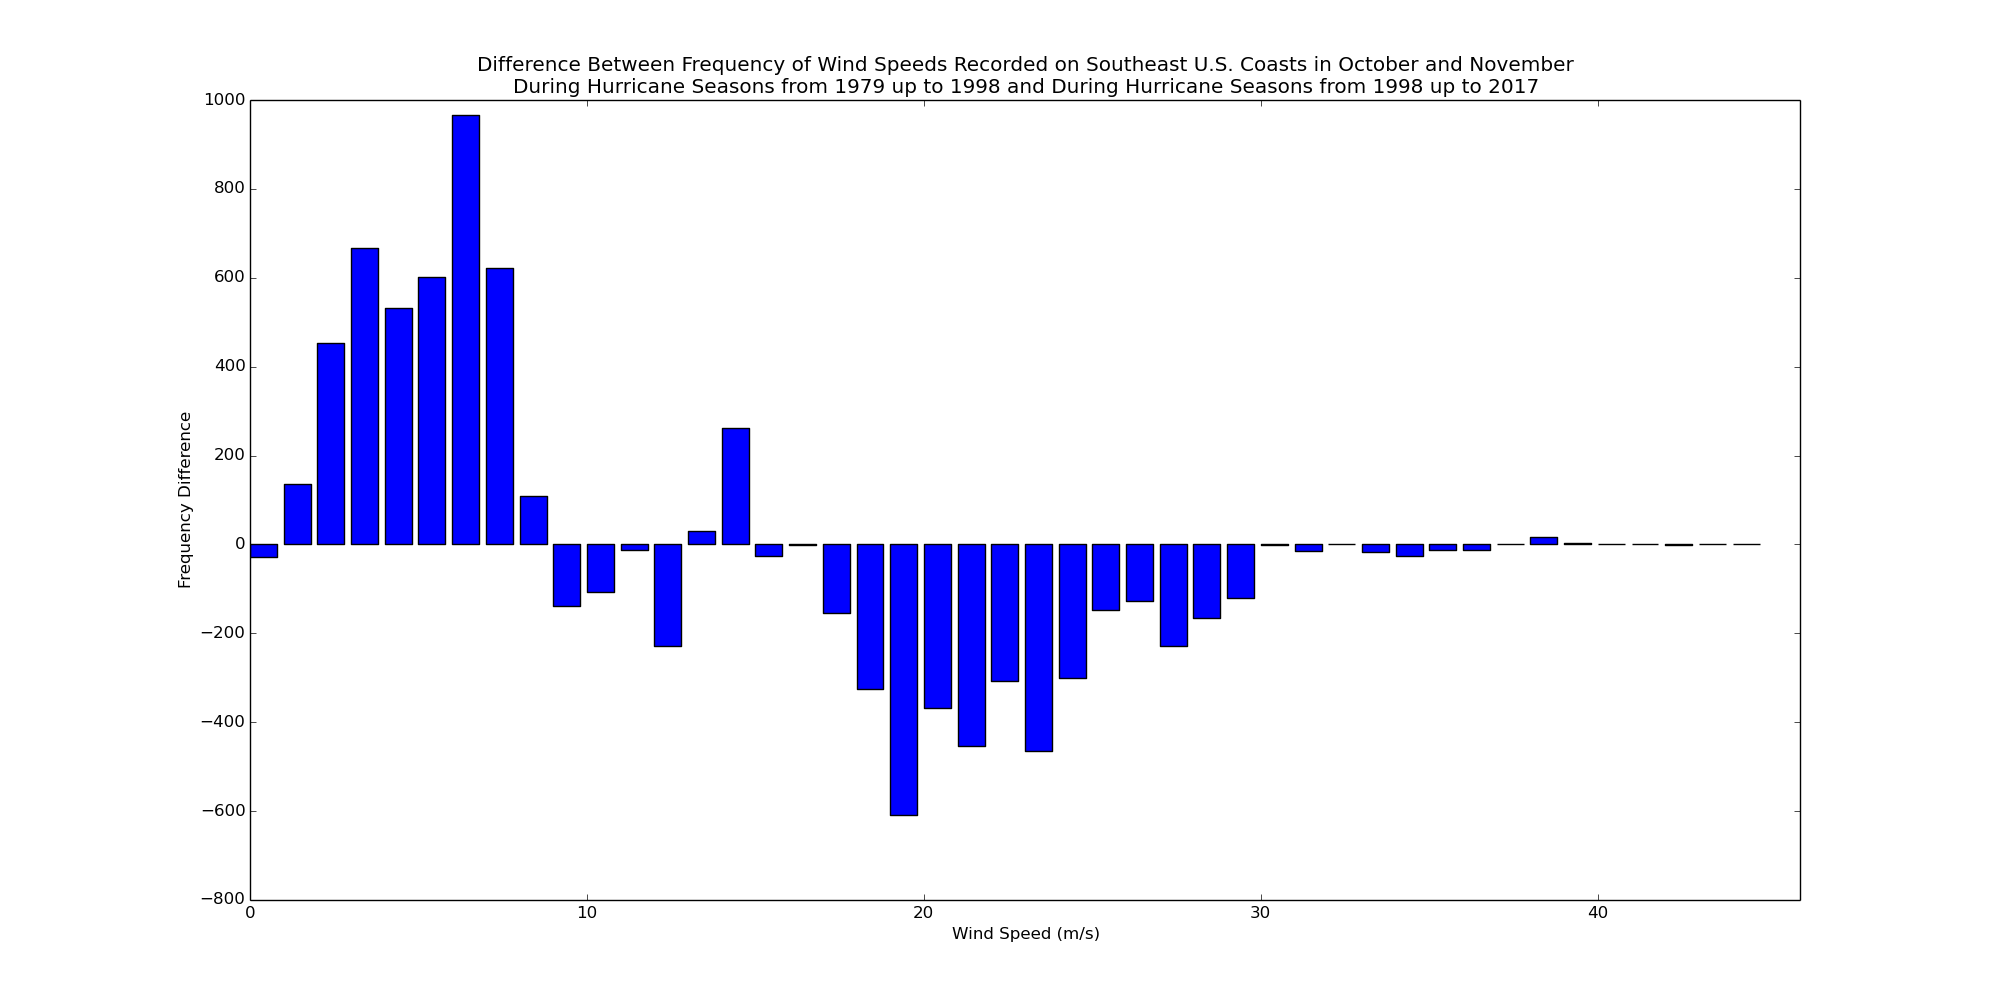 Difference Between Frequency of Wind Speeds Recorded on Southeast U.S. Coasts in October and November
During Hurricane Seasons from 1979 up to 1998 and During Hurricane Seasons from 1998 up to 2017
1000
800
600
400
200
0
−200
−400
−600
−800
Frequency Difference
0 10 20 30 40
Wind Speed (m/s)